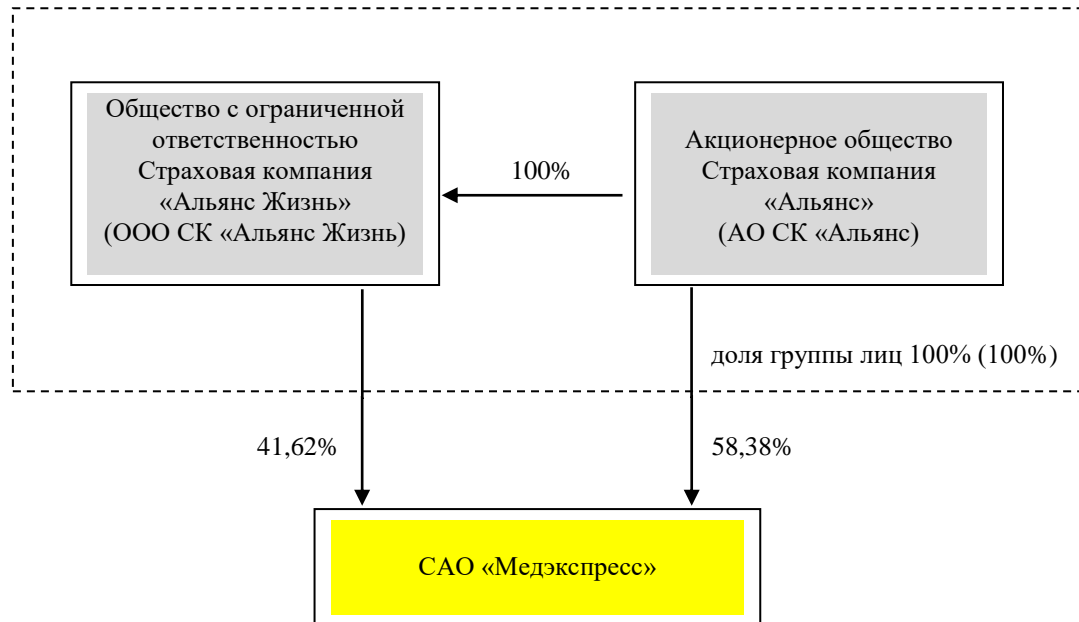 Общество с ограниченной
ответственностью
Страховая компания
«Альянс Жизнь»
(ООО СК «Альянс Жизнь)
100%
Акционерное общество
Страховая компания
«Альянс»
(АО СК «Альянс)
доля группы лиц 100% (100%)
41,62%
58,38%
САО «Медэкспресс»